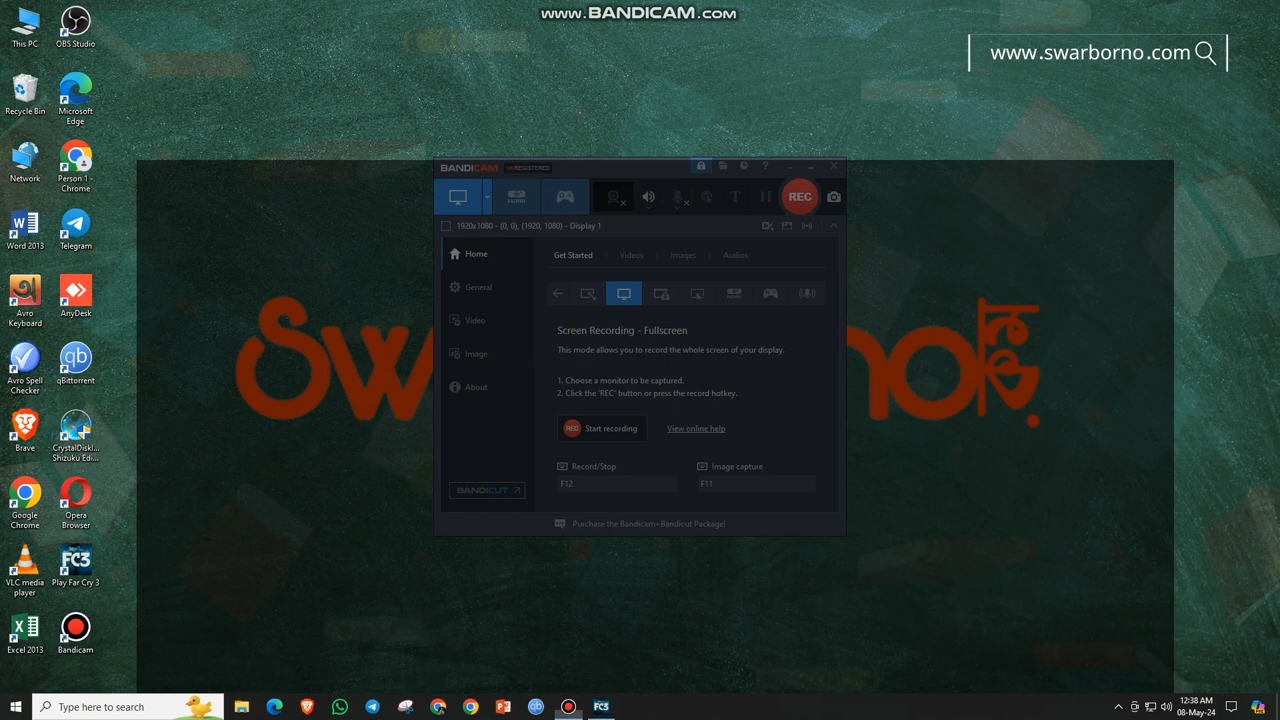 www.BANDICAM.com
www.swarborno.com
This PC
OBS Studio
Recycle Bin
Microsoft
Edge
Network
Person 1 -
Chrome
Word 2013
Telegram
Avro
Keyboard
AnyDesk
Avro Spell
Checker
qBittorrent
Brave
CrystalDiskI...
Shizuku Edi...
Google
Chrome
Opera
Browser
VLC media
player
FC3
Play Far Cry 3
Excel 2013
Bandicam
BANDICAM UNREGISTERED
HDMI
REC
1920x1080 - (0, 0), (1920, 1080) - Display 1
Home
General
Video
Image
About
BANDICUT
Get Started
Videos
Images
Audios
Screen Recording - Fullscreen
This mode allows you to record the whole screen of your display.
1. Choose a monitor to be captured.
2. Click the 'REC' button or press the record hotkey.
REC Start recording
View online help
Record/Stop
Image capture
F12
F11
Purchase the Bandicam+Bandicut Package!
Type here to search
FC3
12:38 AM
08-May-24